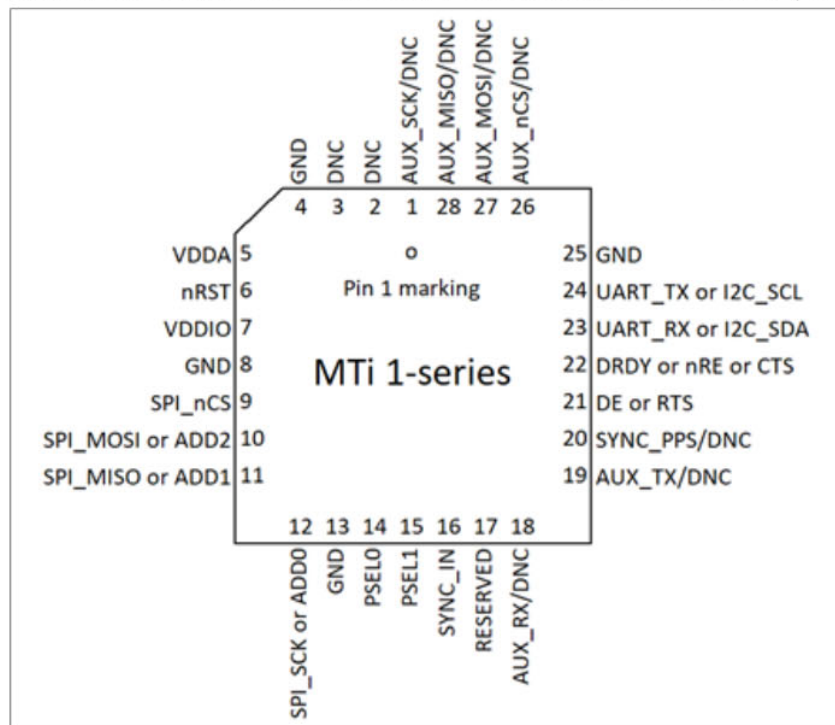 AUX_SCK/DNC
AUX_MISO/DNC
AUX_MOSI/DNC
AUX_nCS/DNC
GND
DNC
DNC
4 3 2 1 28 27 26
VDDA 5
o
25 GND
nRST 6
Pin 1 marking
24 UART_TX or I2C_SCL
VDDIO 7
23 UART_RX or I2C_SDA
GND 8
MTi 1-series
22 DRDY or nRE or CTS
SPI_nCS 9
21 DE or RTS
SPI_MOSI or ADD2 10
20 SYNC_PPS/DNC
SPI_MISO or ADD1 11
19 AUX_TX/DNC
12 13 14 15 16 17 18
SPI_SCK or ADD0
GND
PSEL0
PSEL1
SYNC_IN
RESERVED
AUX_RX/DNC